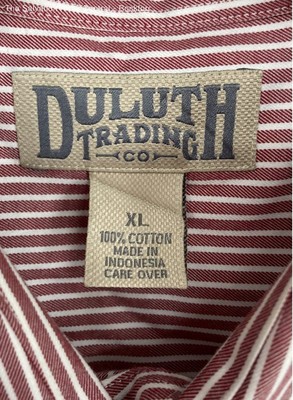 DULUTH
TRADING
CO
XL
100% COTTON
MADE IN
INDONESIA
CARE OVER